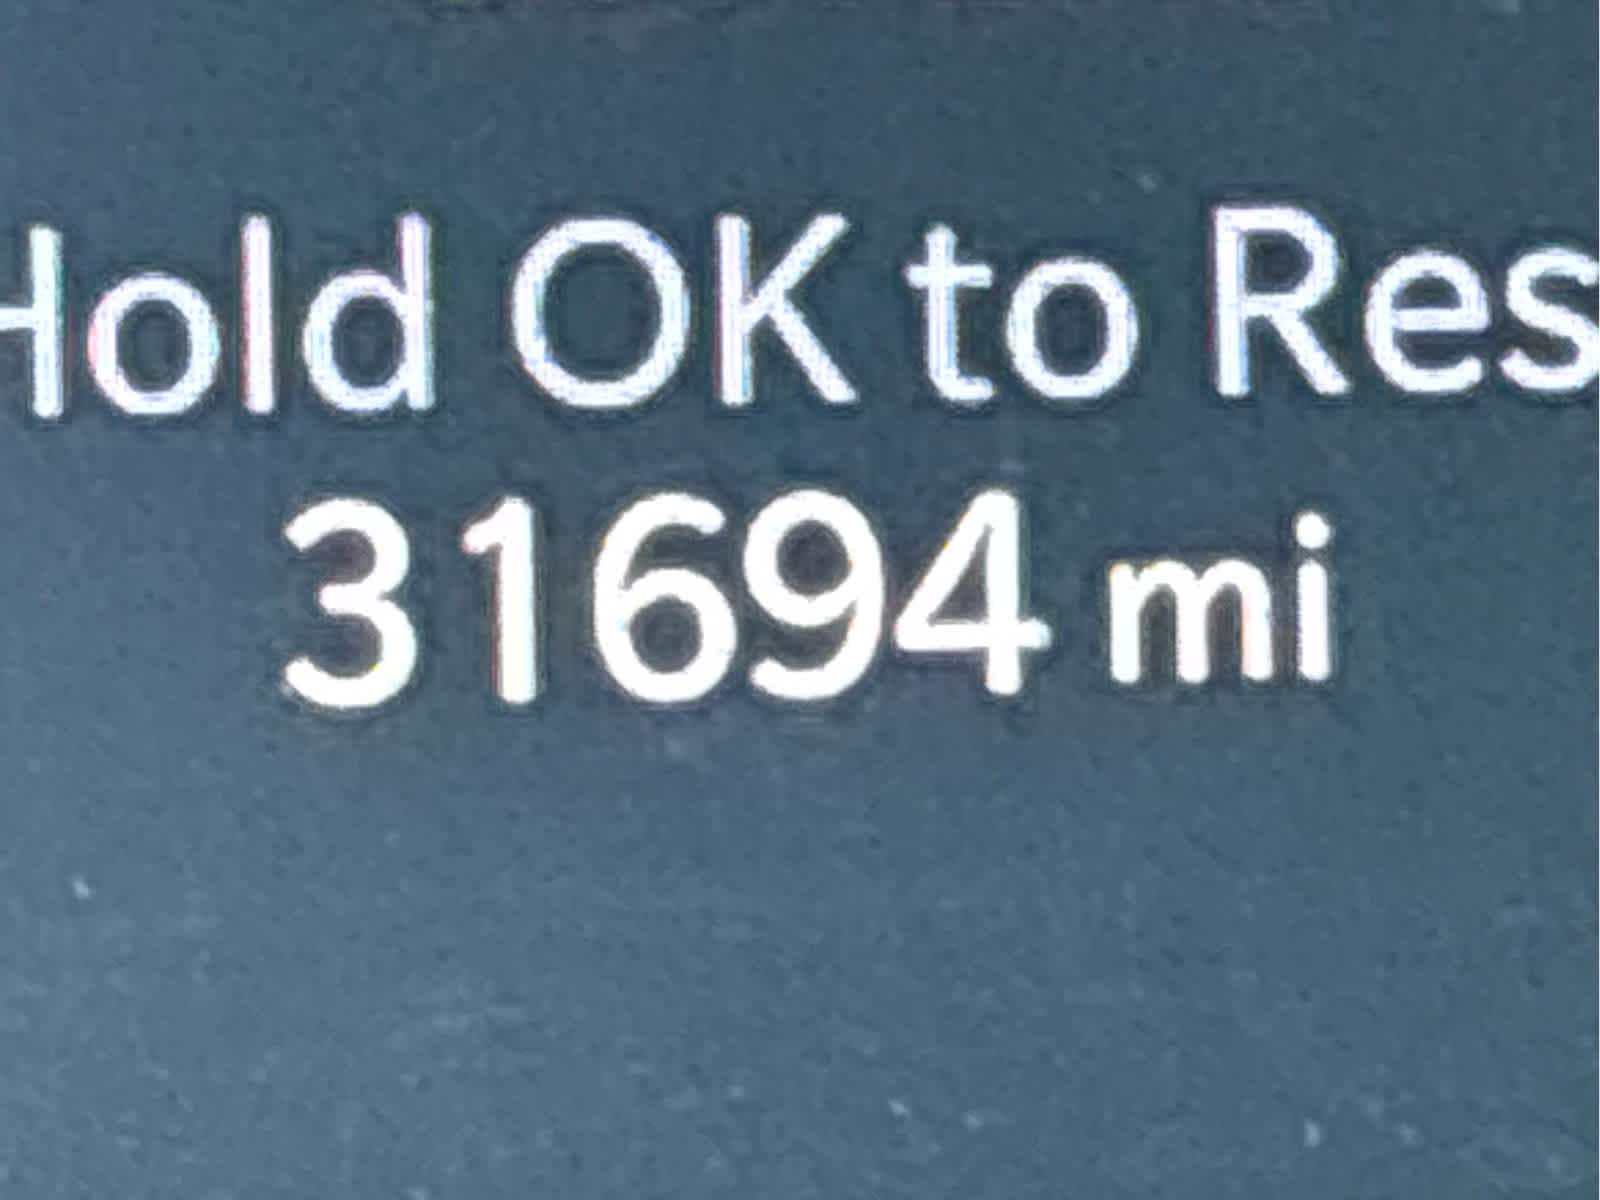 Hold OK to Res
31694 mi